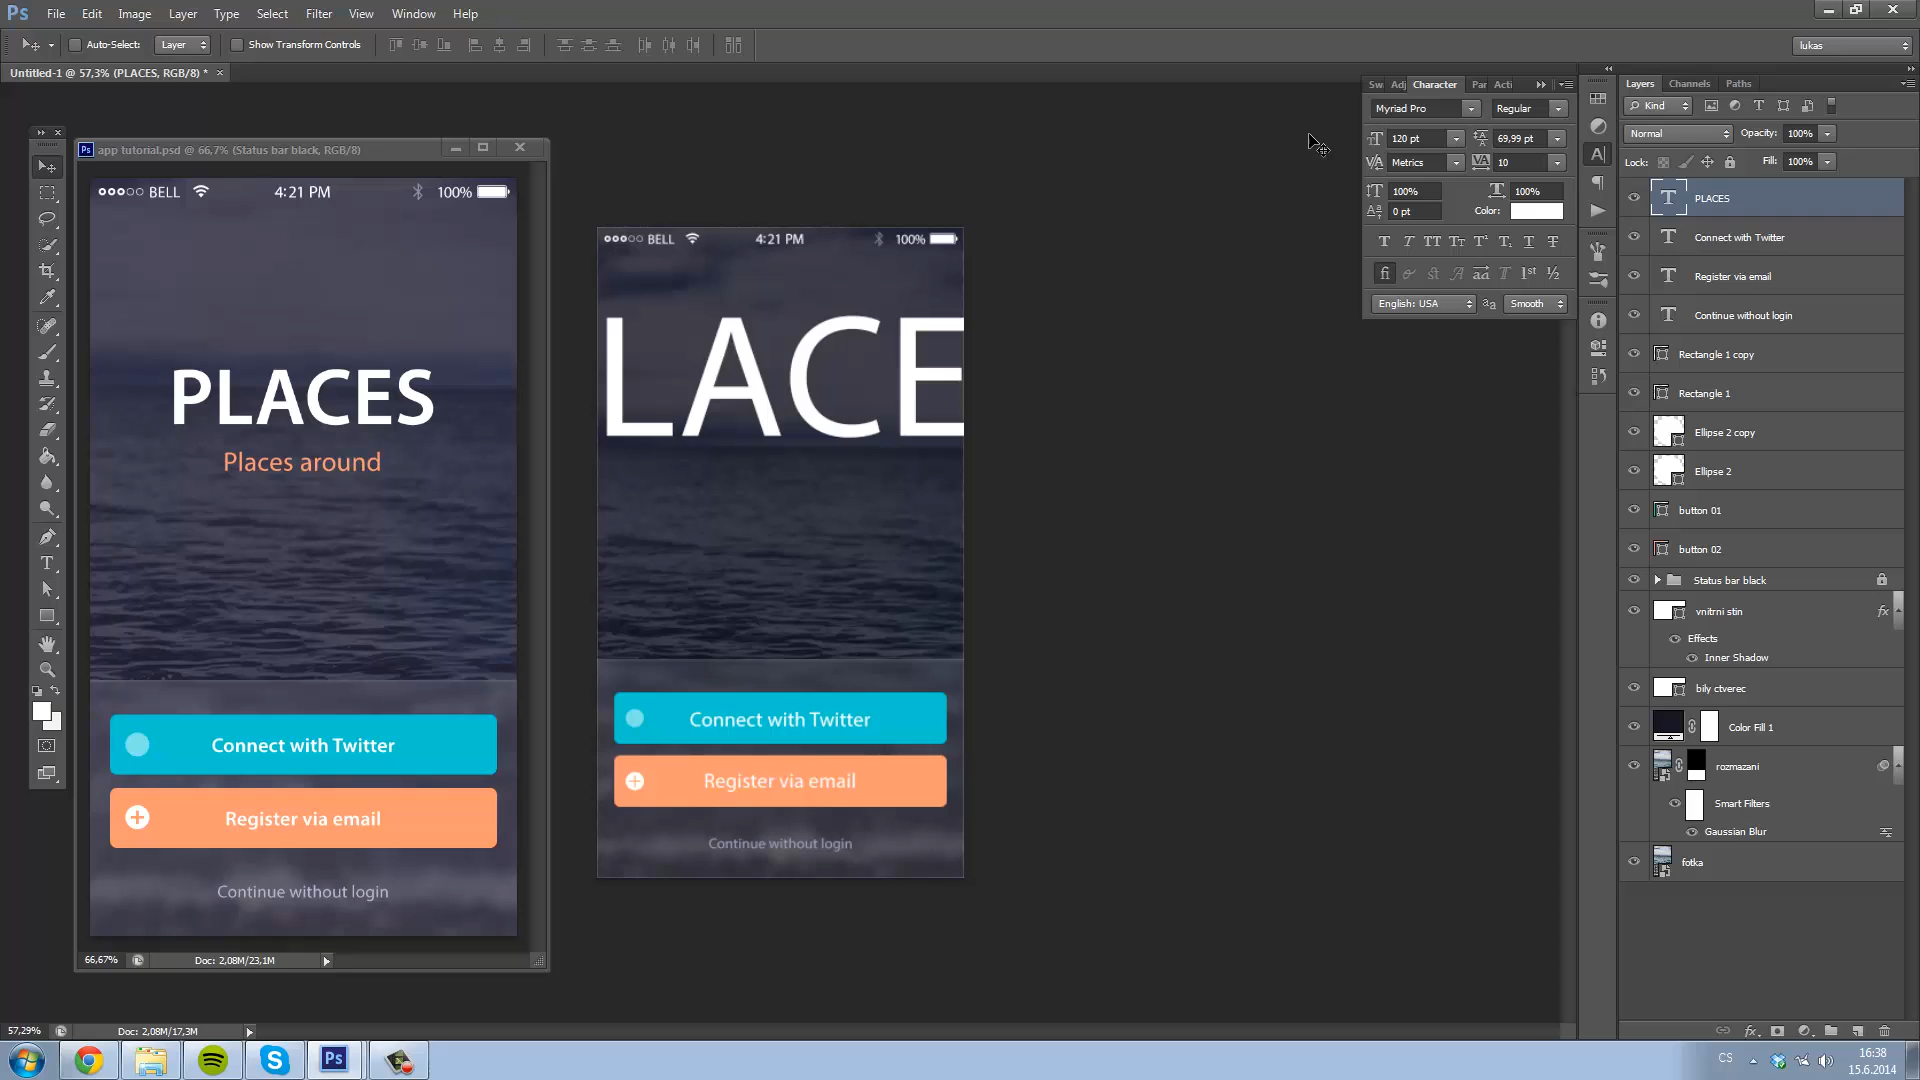 Ps File Edit Image Layer Type Select Filter View Window Help
Auto-Select: Layer Show Transform Controls lukas
Untitled-1 @ 57,3% (PLACES, RGB/8) * ×
Character
Myriad Pro Regular
120 pt 69,99 pt
Metrics 10
100% 100%
0 pt Color:
English: USA Smooth
Layers Channels Paths
Kind
Normal Opacity: 100%
Lock: Fill: 100%
PLACES
Connect with Twitter
Register via email
Continue without login
Rectangle 1 copy
Rectangle 1
Ellipse 2 copy
Ellipse 2
button 01
button 02
Status bar black
vnitrni stin fx
Effects
Inner Shadow
bily ctverec
Color Fill 1
rozmazani
Smart Filters
Gaussian Blur
fotka
Ps app tutorial.psd @ 66,7% (Status bar black, RGB/8)
BELL 4:21 PM 100%
PLACES
Places around
Connect with Twitter
Register via email
Continue without login
66,67% Doc: 2,08M/23,1M
BELL 4:21 PM 100%
LACE
Connect with Twitter
Register via email
Continue without login
57,29% Doc: 2,08M/17,3M
CS 16:38
15.6.2014